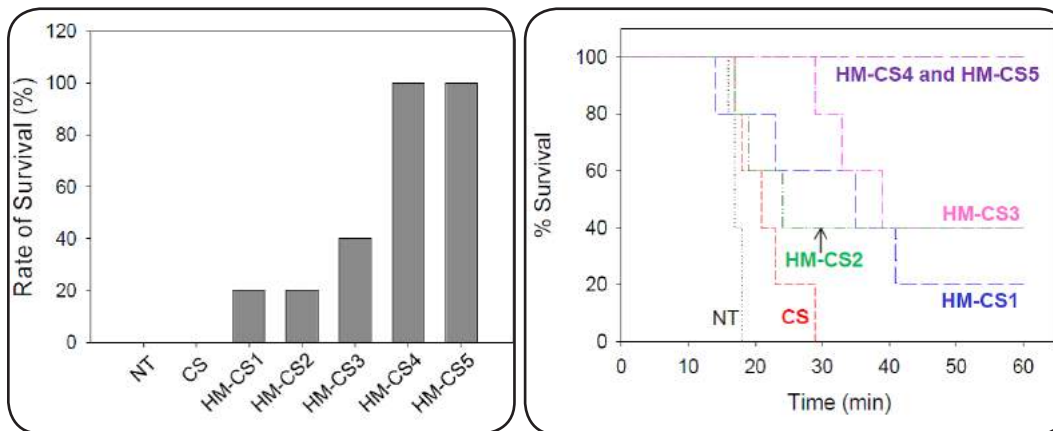 Rate of Survival (%)
120
100
80
60
40
20
0
NT
CS
HM-CS1
HM-CS2
HM-CS3
HM-CS4
HM-CS5
% Survival
100
80
60
40
20
0
HM-CS4 and HM-CS5
HM-CS3
HM-CS2
HM-CS1
NT
CS
0
10
20
30
40
50
60
Time (min)